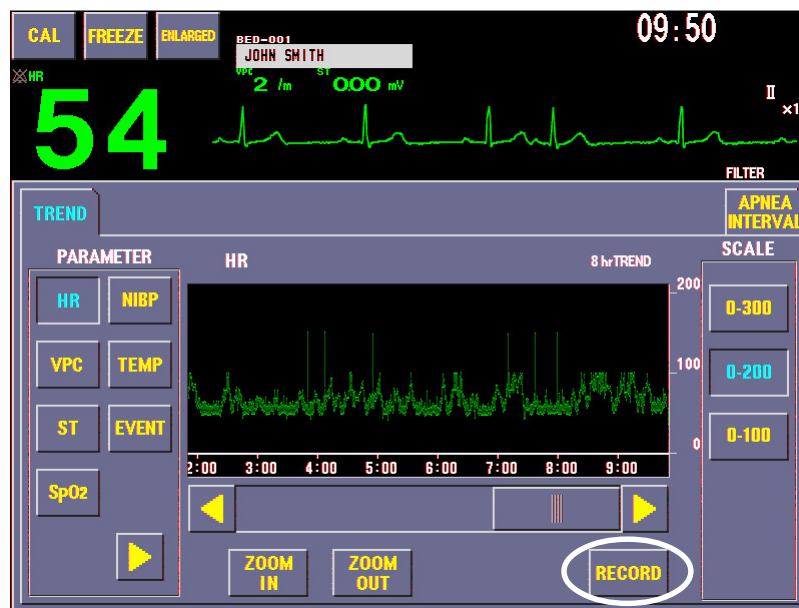 CAL FREEZE ENLARGED
BED-001
09:50
JOHN SMITH
HR
VPC 2 /m ST 0.00 mV
54
II
×1
FILTER
TREND
APNEA
INTERVAL
PARAMETER
HR
8 hr TREND
SCALE
HR NIBP
200
0-300
VPC TEMP
100
0-200
ST EVENT
0
0-100
2:00 3:00 4:00 5:00 6:00 7:00 8:00 9:00
SpO2
ZOOM
IN
ZOOM
OUT
RECORD